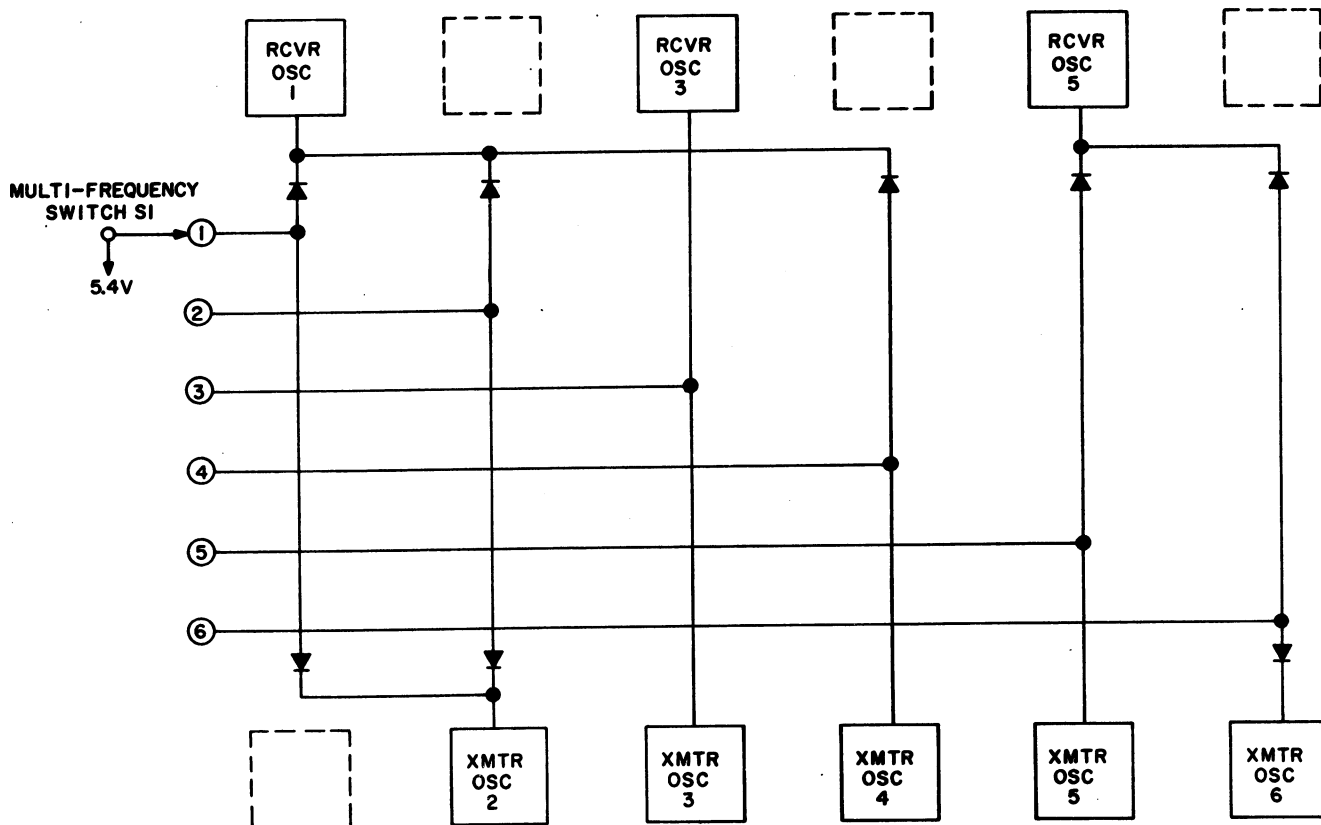 RCVR
OSC
1
RCVR
OSC
3
RCVR
OSC
5
MULTI-FREQUENCY
SWITCH S1
5.4V
1
2
3
4
5
6
XMTR
OSC
2
XMTR
OSC
3
XMTR
OSC
4
XMTR
OSC
5
XMTR
OSC
6